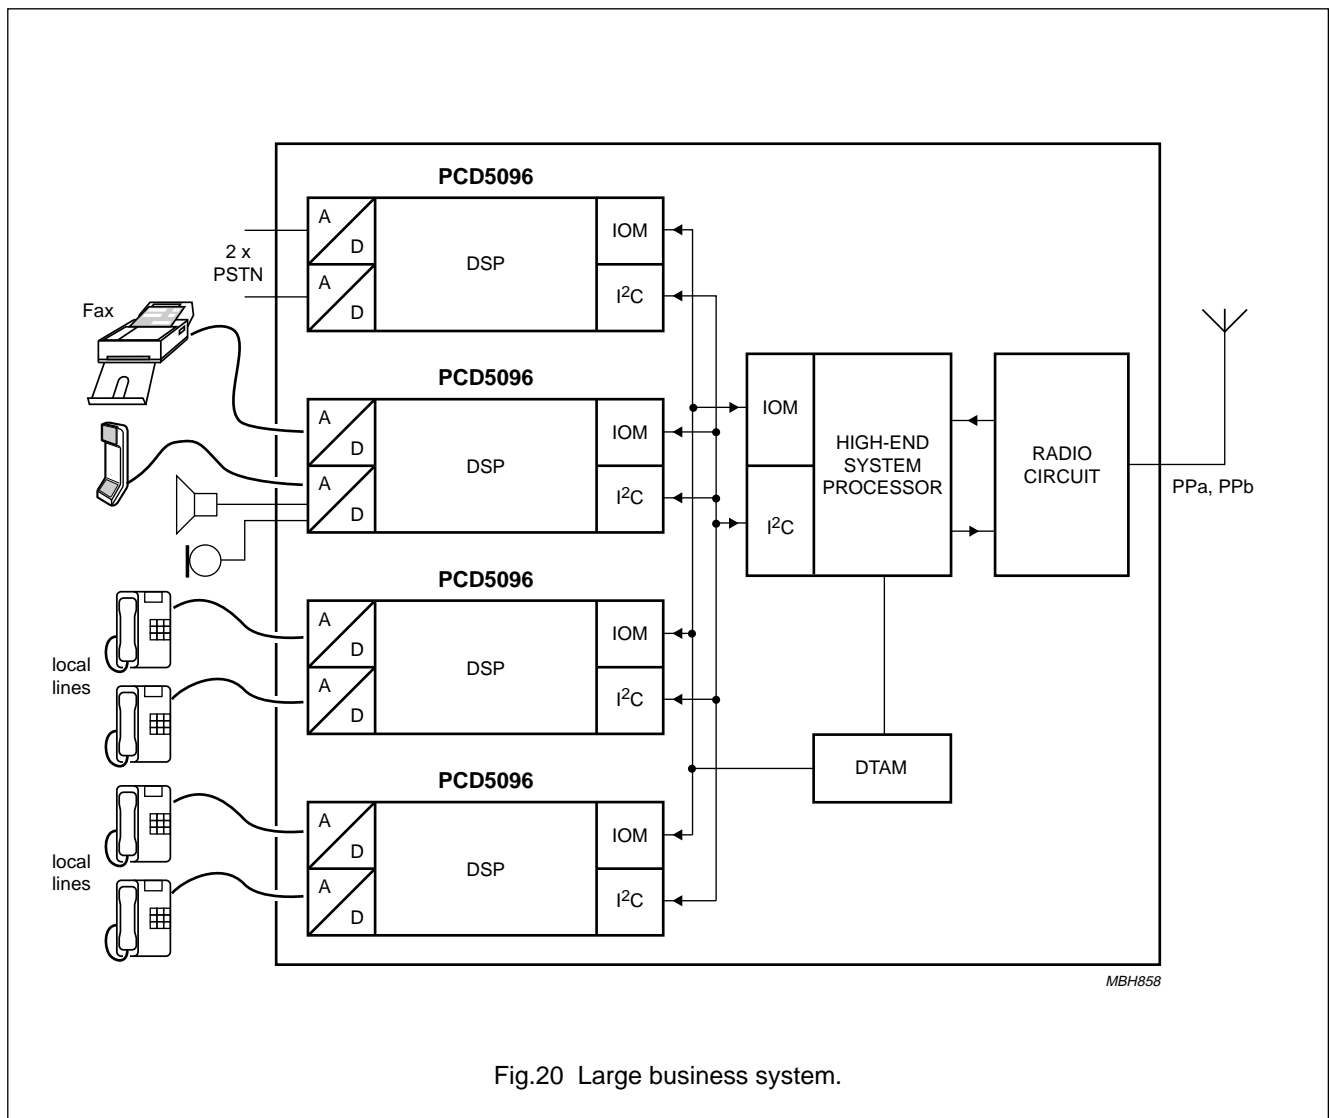 PCD5096
A
D
A
D
DSP
IOM
I²C
2 x
PSTN
Fax
PCD5096
A
D
A
D
DSP
IOM
I²C
IOM
I²C
HIGH-END
SYSTEM
PROCESSOR
RADIO
CIRCUIT
PPa, PPb
PCD5096
A
D
A
D
DSP
IOM
I²C
local
lines
DTAM
PCD5096
A
D
A
D
DSP
IOM
I²C
local
lines
MBH858
Fig.20 Large business system.